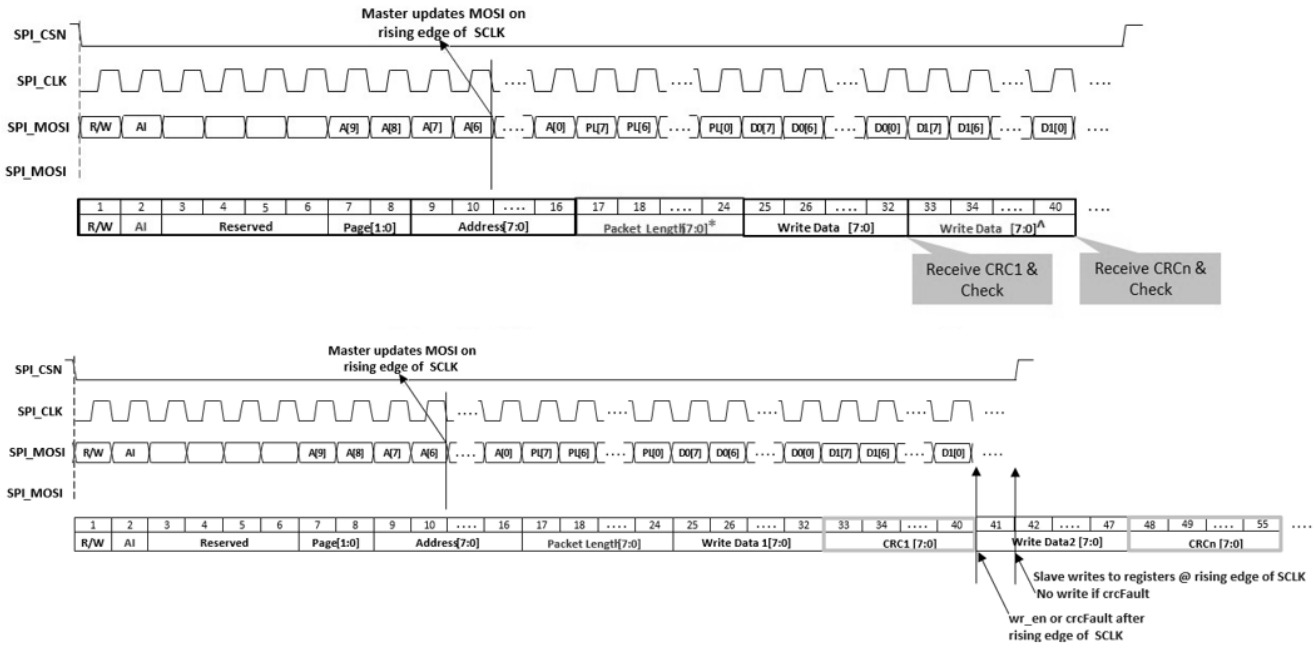 Master updates MOSI on
rising edge of SCLK
SPI_CSN
SPI_CLK
.... .... .... .... ....
SPI_MOSI R/W AI A[9] A[8] A[7] A[6] .... A[0] PL[7] PL[6] .... PL[0] D0[7] D0[6] .... D0[0] D1[7] D1[6] .... D1[0] ....
SPI_MOSI
1 2 3 4 5 6 7 8 9 10 .... 16 17 18 .... 24 25 26 .... 32 33 34 .... 40 ....
R/W AI Reserved Page[1:0] Address[7:0] Packet Length[7:0]* Write Data [7:0] Write Data [7:0]^
Receive CRC1 &
Check
Receive CRCn &
Check
Master updates MOSI on
rising edge of SCLK
SPI_CSN
SPI_CLK
.... .... .... .... ....
SPI_MOSI R/W AI A[9] A[8] A[7] A[6] .... A[0] PL[7] PL[6] .... PL[0] D0[7] D0[6] .... D0[0] D1[7] D1[6] .... D1[0] ....
SPI_MOSI
1 2 3 4 5 6 7 8 9 10 .... 16 17 18 .... 24 25 26 .... 32 33 34 .... 40 41 42 .... 47 48 49 .... 55 ....
R/W AI Reserved Page[1:0] Address[7:0] Packet Length[7:0] Write Data 1[7:0] CRC1 [7:0] Write Data2 [7:0] CRCn [7:0]
Slave writes to registers @ rising edge of SCLK
No write if crcFault
wr_en or crcFault after
rising edge of SCLK